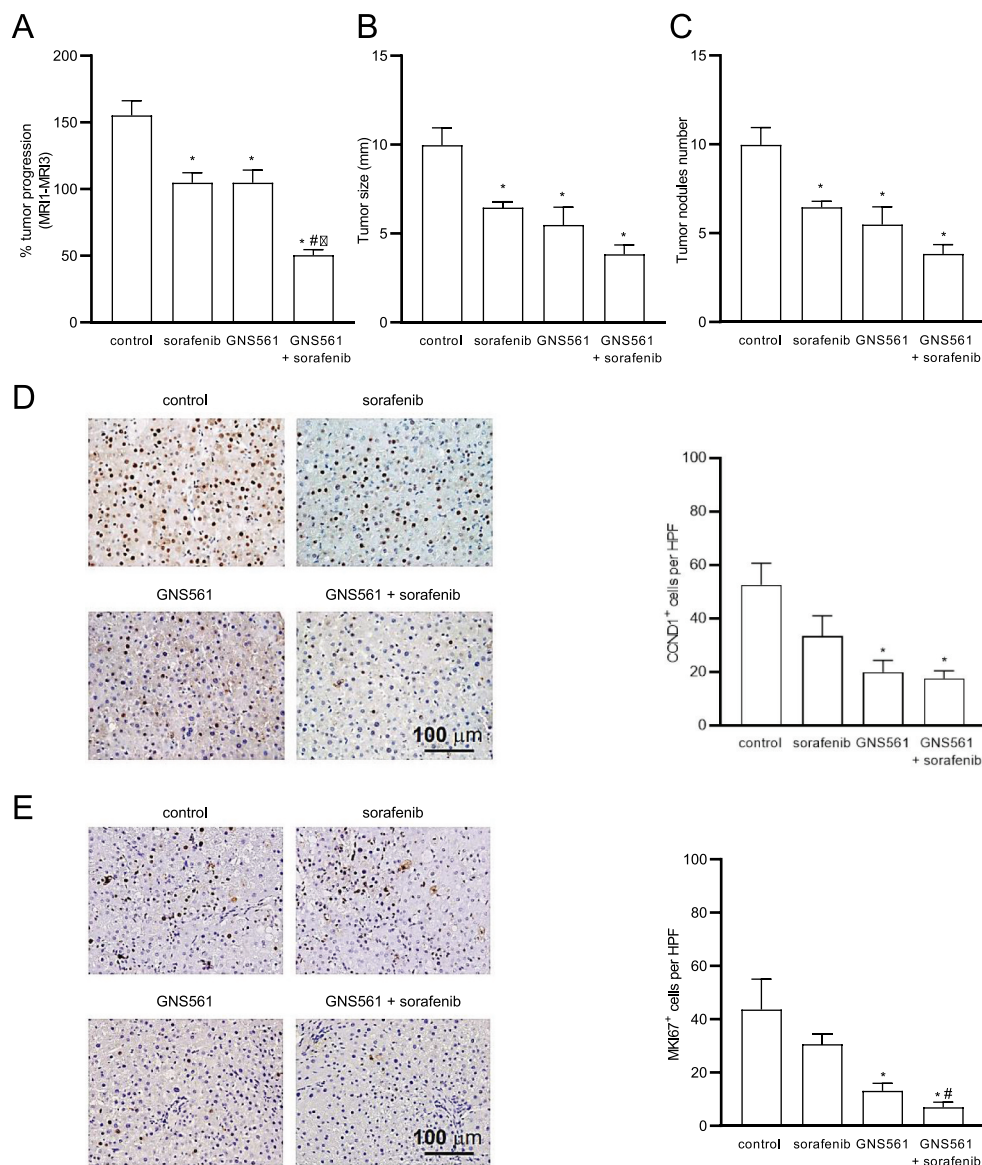 A
% tumor progression
(MRI1-MRI3)
200
150
100
50
0
*
*
* #
control
sorafenib
GNS561
GNS561
+ sorafenib
B
Tumor size (mm)
15
10
5
0
*
*
*
control
sorafenib
GNS561
GNS561
+ sorafenib
C
Tumor nodules number
15
10
5
0
*
*
*
control
sorafenib
GNS561
GNS561
+ sorafenib
D
control
sorafenib
GNS561
GNS561 + sorafenib
100 μm
CCND1+ cells per HPF
100
80
60
40
20
0
*
*
control
sorafenib
GNS561
GNS561
+ sorafenib
E
control
sorafenib
GNS561
GNS561 + sorafenib
100 μm
MKI67+ cells per HPF
100
80
60
40
20
0
*
* #
control
sorafenib
GNS561
GNS561
+ sorafenib